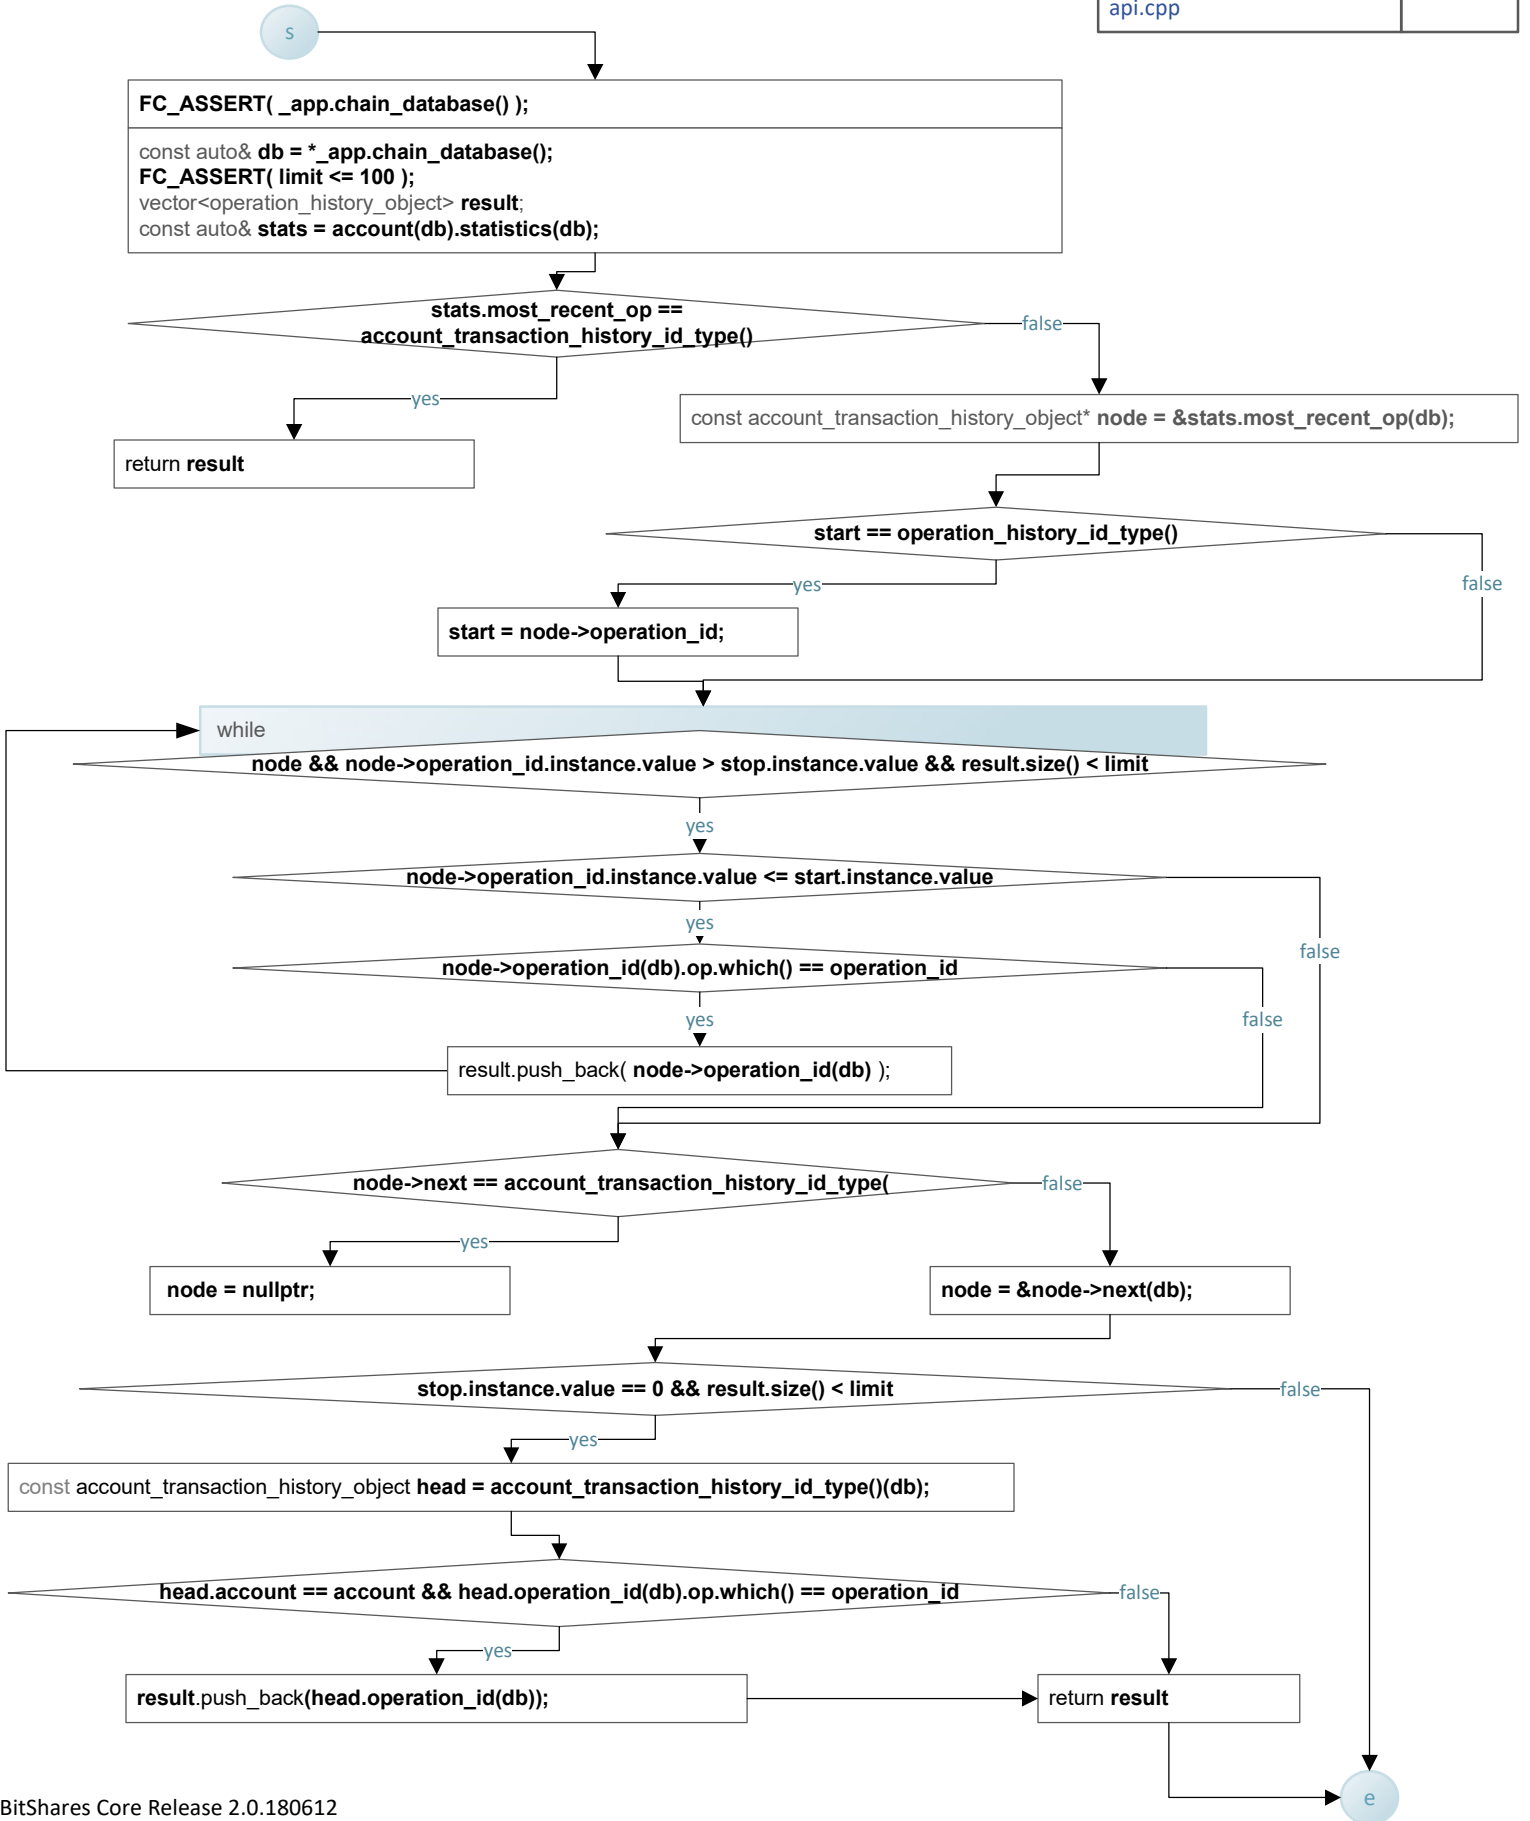 api.cpp
s
FC_ASSERT( _app.chain_database() );
const auto& db = *_app.chain_database();
FC_ASSERT( limit <= 100 );
vector<operation_history_object> result;
const auto& stats = account(db).statistics(db);
stats.most_recent_op ==
account_transaction_history_id_type()
false
yes
const account_transaction_history_object* node = &stats.most_recent_op(db);
return result
start == operation_history_id_type()
yes
false
start = node->operation_id;
while
node && node->operation_id.instance.value > stop.instance.value && result.size() < limit
yes
node->operation_id.instance.value <= start.instance.value
yes
false
node->operation_id(db).op.which() == operation_id
yes
false
result.push_back( node->operation_id(db) );
node->next == account_transaction_history_id_type(
false
yes
node = nullptr;
node = &node->next(db);
stop.instance.value == 0 && result.size() < limit
false
yes
const account_transaction_history_object head = account_transaction_history_id_type()(db);
head.account == account && head.operation_id(db).op.which() == operation_id
false
yes
result.push_back(head.operation_id(db));
return result
e
BitShares Core Release 2.0.180612